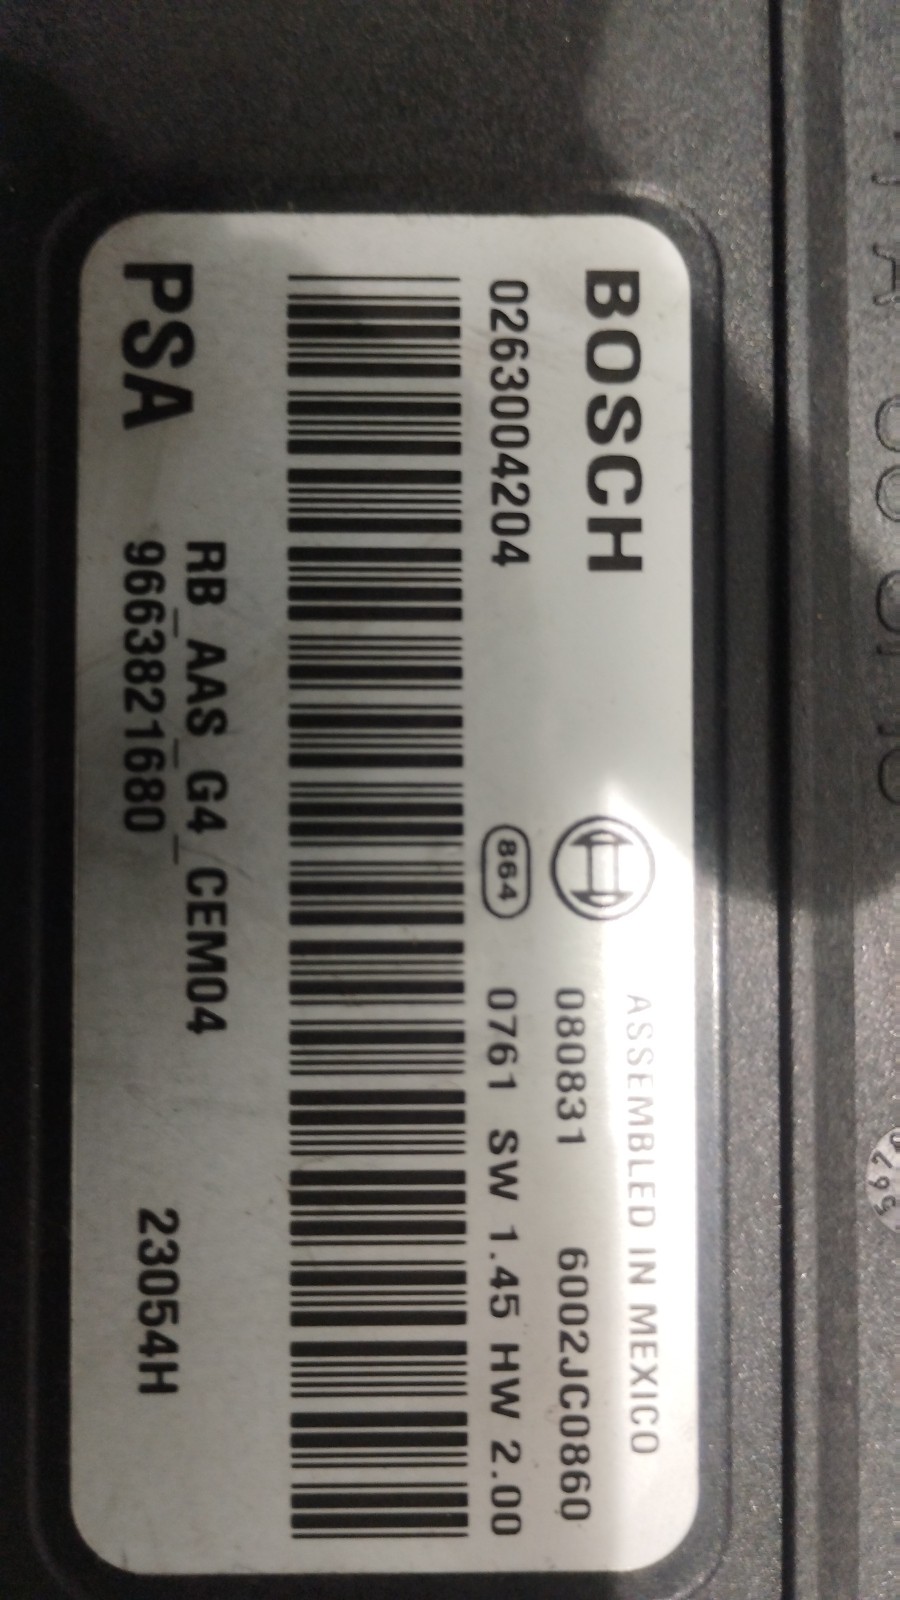 ASSEMBLED IN MEXICO
BOSCH 080831 6002JC0860
0263004204 864 0761 SW 1.45 HW 2.00
PSA RB_AAS_G4_CEM04
9663821680 23054H